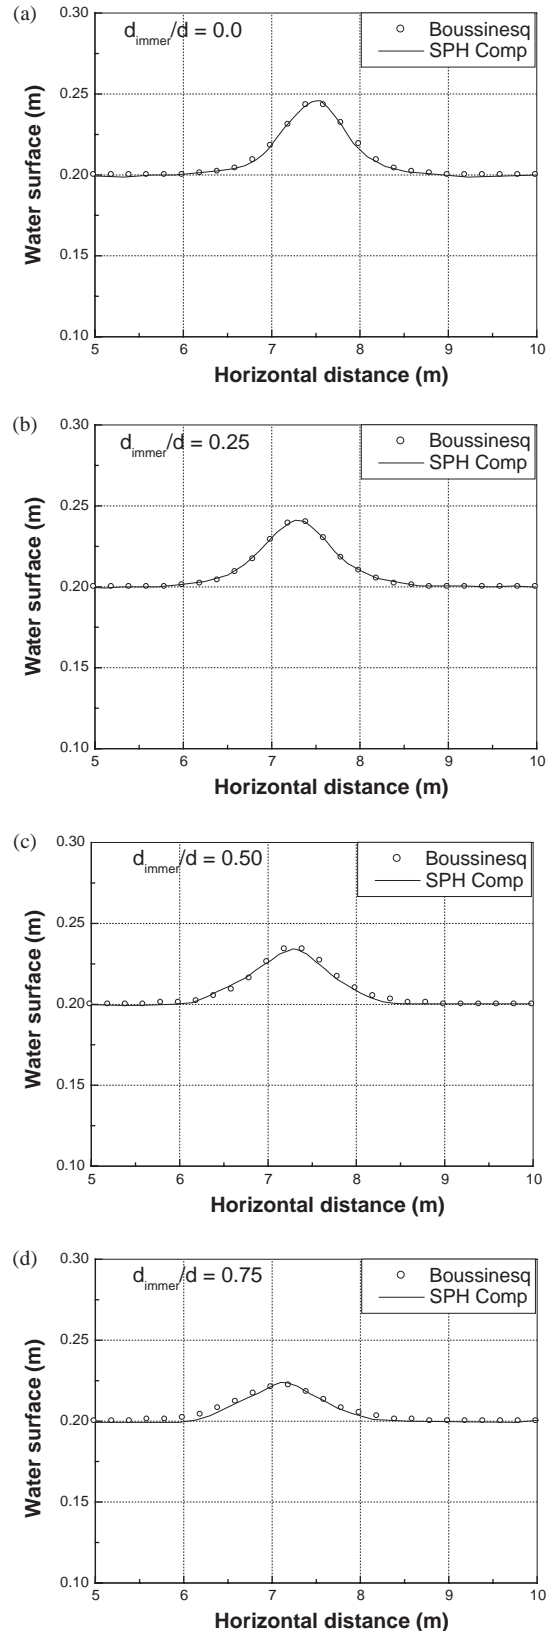 (a)
0.30
d_immer/d = 0.0
Boussinesq
SPH Comp
0.25
0.20
0.15
0.10
Water surface (m)
5 6 7 8 9 10
Horizontal distance (m)
(b)
0.30
d_immer/d = 0.25
Boussinesq
SPH Comp
0.25
0.20
0.15
0.10
Water surface (m)
5 6 7 8 9 10
Horizontal distance (m)
(c)
0.30
d_immer/d = 0.50
Boussinesq
SPH Comp
0.25
0.20
0.15
0.10
Water surface (m)
5 6 7 8 9 10
Horizontal distance (m)
(d)
0.30
d_immer/d = 0.75
Boussinesq
SPH Comp
0.25
0.20
0.15
0.10
Water surface (m)
5 6 7 8 9 10
Horizontal distance (m)